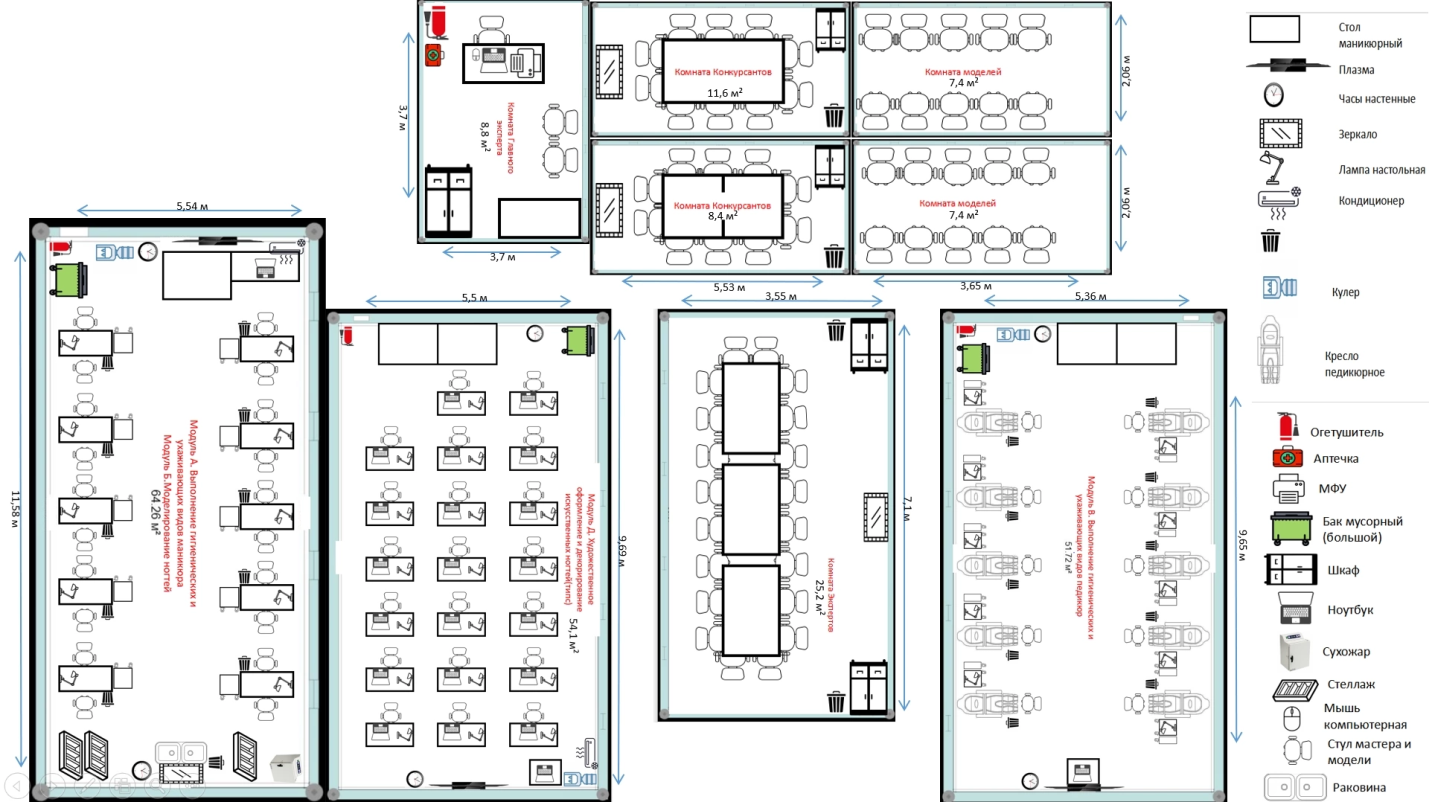 3,7 м
Комната Главного
эксперта
8,8 м²
3,7 м
Комната Конкурсантов
11,6 м²
Комната моделей
7,4 м²
2,06 м
Комната Конкурсантов
8,4 м²
Комната моделей
7,4 м²
2,06 м
5,53 м
3,65 м
5,54 м
11,58 м
Модуль А. Выполнение гигиенических и
ухаживающих видов маникюра
Модуль Б.Моделирование ногтей
64.26 м²
5,5 м
9,69 м
Модуль Д. Художественное
оформление и декорирование
искусственных ногтей(типс)
54,1 м²
3,55 м
7,1 м
Комната Экспертов
25,2 м²
5,36 м
9,65 м
Модуль В. Выполнение гигиенических и
ухаживающих видов педикюр
51.72 м²
Стол
маникюрный
Плазма
Часы настенные
Зеркало
Лампа настольная
Кондиционер
Кулер
Кресло
педикюрное
Огетушитель
Аптечка
МФУ
Бак мусорный
(большой)
Шкаф
Ноутбук
Сухожар
Стеллаж
Мышь
компьютерная
Стул мастера и
модели
Раковина